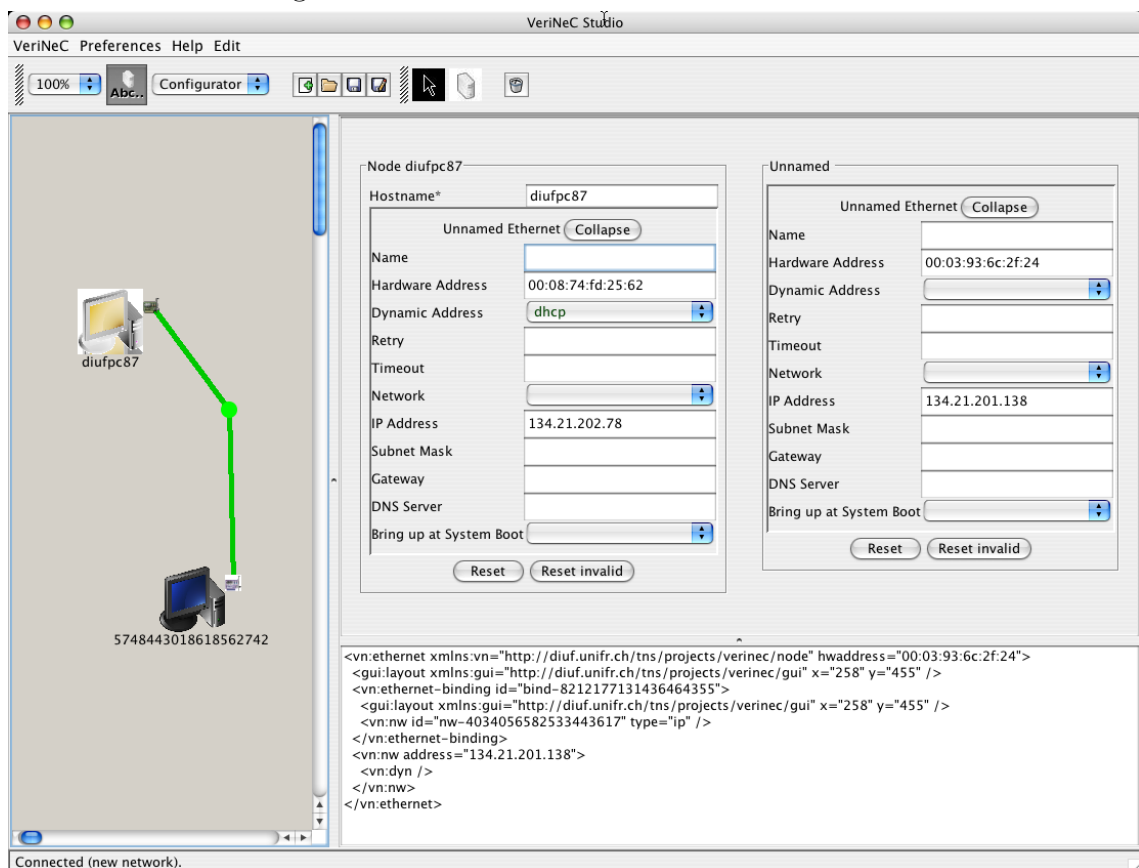 VeriNeC Studio
VeriNeC Preferences Help Edit
100% Abc.. Configurator
diufpc87
5748443018618562742
Node diufpc87
Hostname* diufpc87
Unnamed Ethernet Collapse
Name
Hardware Address 00:08:74:fd:25:62
Dynamic Address dhcp
Retry
Timeout
Network
IP Address 134.21.202.78
Subnet Mask
Gateway
DNS Server
Bring up at System Boot
Reset Reset invalid
Unnamed
Unnamed Ethernet Collapse
Name
Hardware Address 00:03:93:6c:2f:24
Dynamic Address
Retry
Timeout
Network
IP Address 134.21.201.138
Subnet Mask
Gateway
DNS Server
Bring up at System Boot
Reset Reset invalid
<vn:ethernet xmlns:vn="http://diuf.unifr.ch/tns/projects/verinec/node" hwaddress="00:03:93:6c:2f:24">
<gui:layout xmlns:gui="http://diuf.unifr.ch/tns/projects/verinec/gui" x="258" y="455" />
<vn:ethernet-binding id="bind-8212177131436464355">
<gui:layout xmlns:gui="http://diuf.unifr.ch/tns/projects/verinec/gui" x="258" y="455" />
<vn:nw id="nw-4034056582533443617" type="ip" />
</vn:ethernet-binding>
<vn:nw address="134.21.201.138">
<vn:dyn />
</vn:nw>
</vn:ethernet>
Connected (new network).